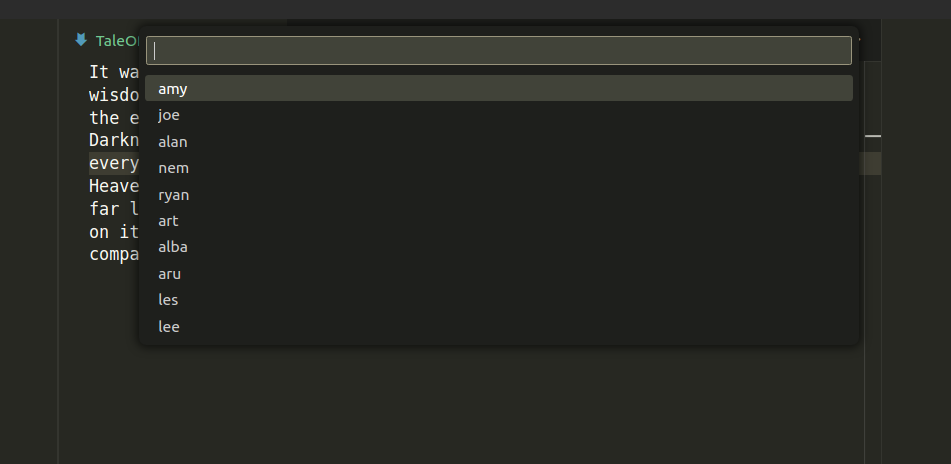 TaleO
amy
joe
alan
nem
ryan
art
alba
aru
les
lee
It wa
wisdo
the e
Darkn
every
Heave
far l
on it
compa